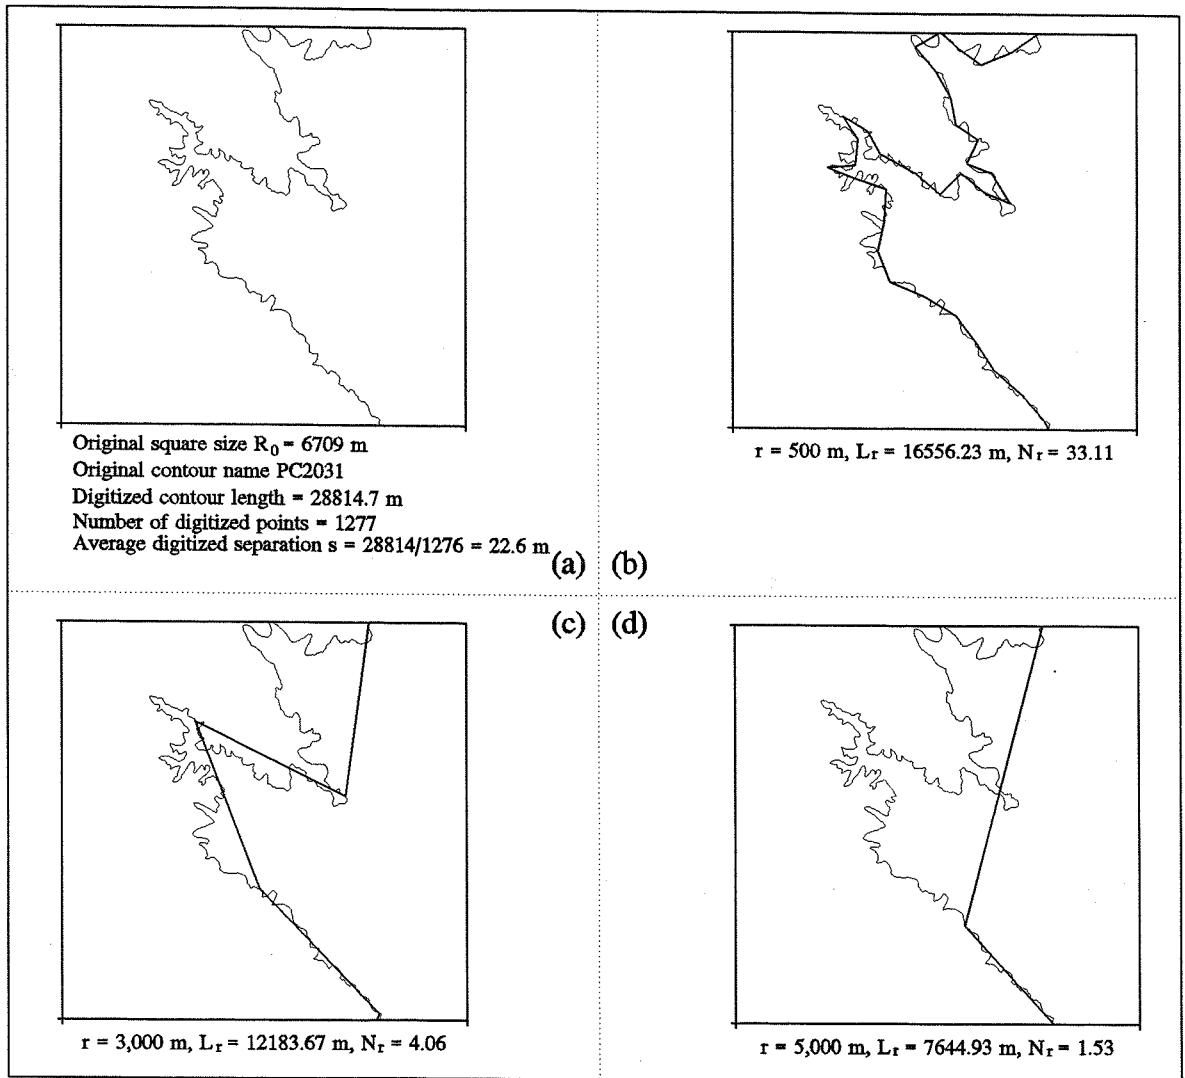 Original square size R0 = 6709 m
Original contour name PC2031
Digitized contour length = 28814.7 m
Number of digitized points = 1277
Average digitized separation s = 28814/1276 = 22.6 m
(a)
(b)
r = 500 m, Lr = 16556.23 m, Nr = 33.11
(c)
(d)
r = 3,000 m, Lr = 12183.67 m, Nr = 4.06
r = 5,000 m, Lr = 7644.93 m, Nr = 1.53